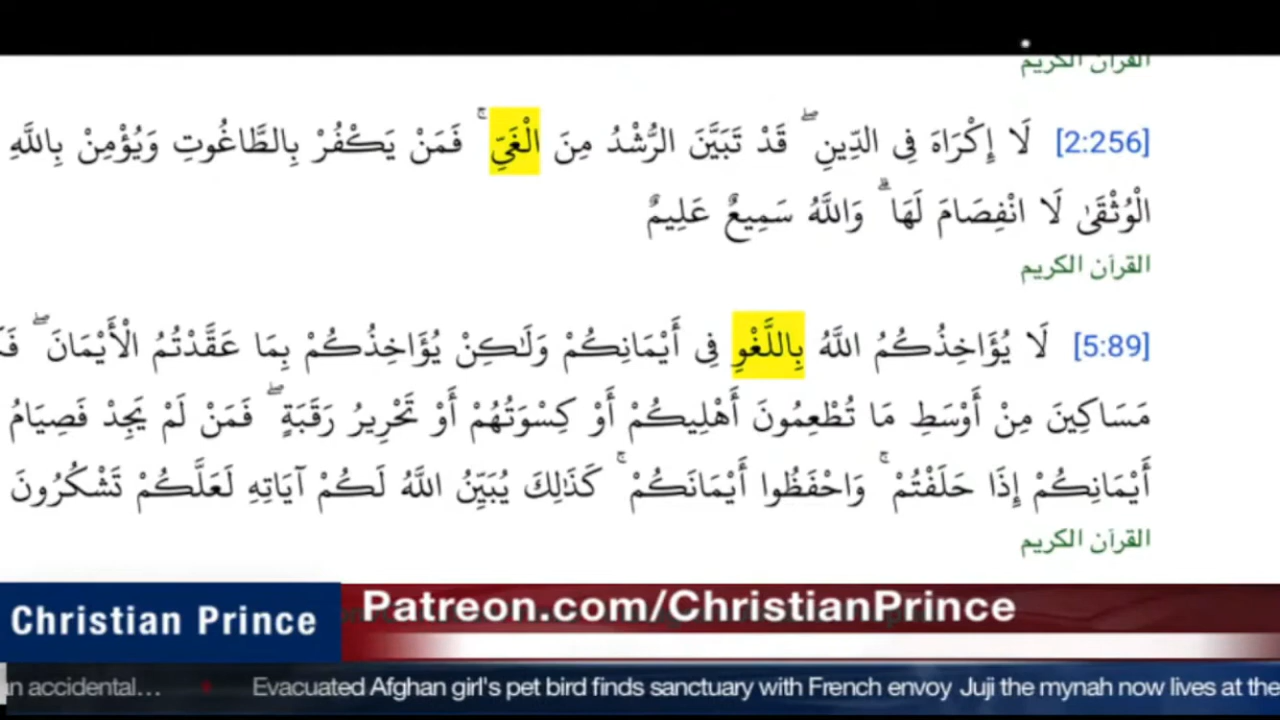 القرآن الكريم
[2:256] لَا إِكْرَاهَ فِي الدِّينِ ۖ قَدْ تَبَيَّنَ الرُّشْدُ مِنَ الْغَيِّ ۚ فَمَنْ يَكْفُرْ بِالطَّاغُوتِ وَيُؤْمِنْ بِاللَّهِ
الْوُثْقَىٰ لَا انْفِصَامَ لَهَا ۗ وَاللَّهُ سَمِيعٌ عَلِيمٌ
القرآن الكريم
[5:89] لَا يُؤَاخِذُكُمُ اللَّهُ بِاللَّغْوِ فِي أَيْمَانِكُمْ وَلَٰكِنْ يُؤَاخِذُكُمْ بِمَا عَقَّدْتُمُ الْأَيْمَانَ ۖ
مَسَاكِينَ مِنْ أَوْسَطِ مَا تُطْعِمُونَ أَهْلِيكُمْ أَوْ كِسْوَتُهُمْ أَوْ تَحْرِيرُ رَقَبَةٍ ۖ فَمَنْ لَمْ يَجِدْ فَصِيَامُ
أَيْمَانِكُمْ إِذَا حَلَفْتُمْ ۚ وَاحْفَظُوا أَيْمَانَكُمْ ۚ كَذَٰلِكَ يُبَيِّنُ اللَّهُ لَكُمْ آيَاتِهِ لَعَلَّكُمْ تَشْكُرُونَ
القرآن الكريم
Patreon.com/ChristianPrince
Christian Prince
an accidental... • Evacuated Afghan girl's pet bird finds sanctuary with French envoy Juji the mynah now lives at the